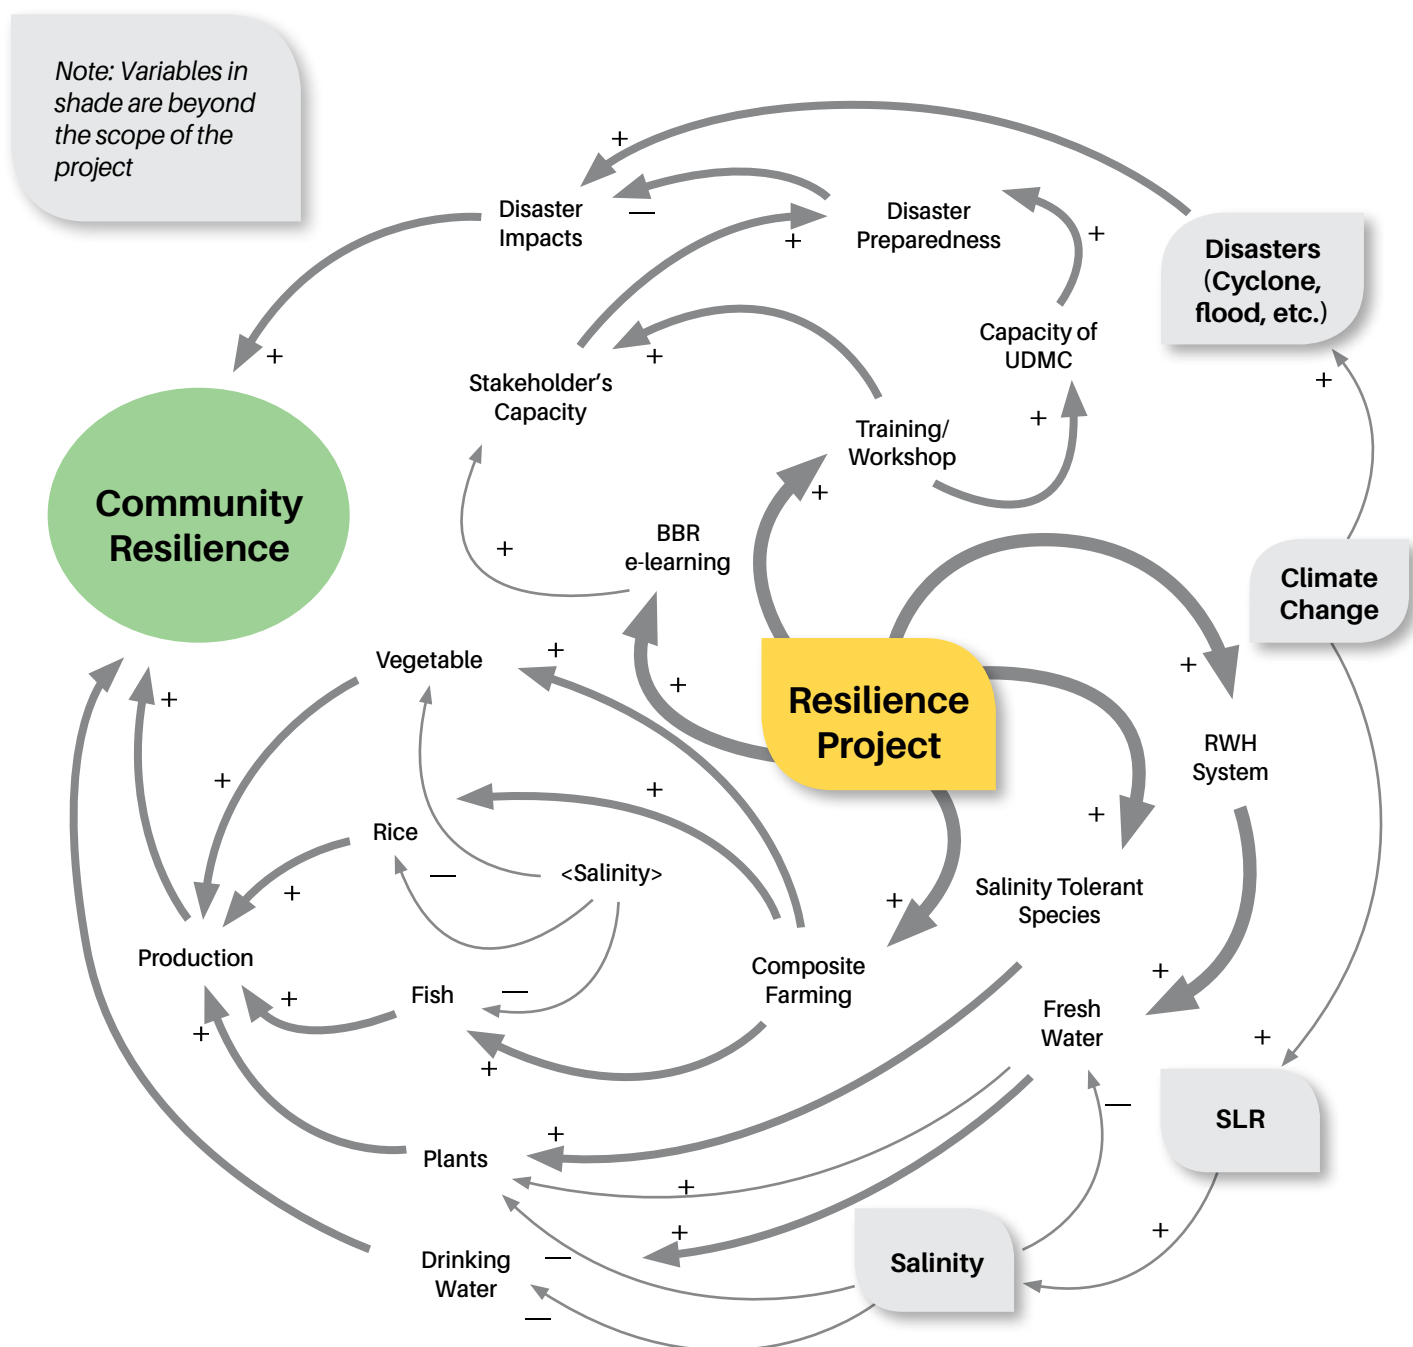 Note: Variables in
shade are beyond
the scope of the
project
+
Disaster
Impacts
—
+
Disaster
Preparedness
+
Disasters
(Cyclone,
flood, etc.)
+
Capacity of
UDMC
+
+
Stakeholder's
Capacity
+
Training/
Workshop
+
+
Community
Resilience
BBR
e-learning
+
Climate
Change
+
Vegetable
+
+
+
Resilience
Project
RWH
System
+
+
+
+
Rice
—
<Salinity>
+
+
Salinity Tolerant
Species
Production
Composite
Farming
+
Fish
+
—
Fresh
Water
+
+
+
—
SLR
+
Plants
+
+
+
Drinking
Water
—
Salinity
—